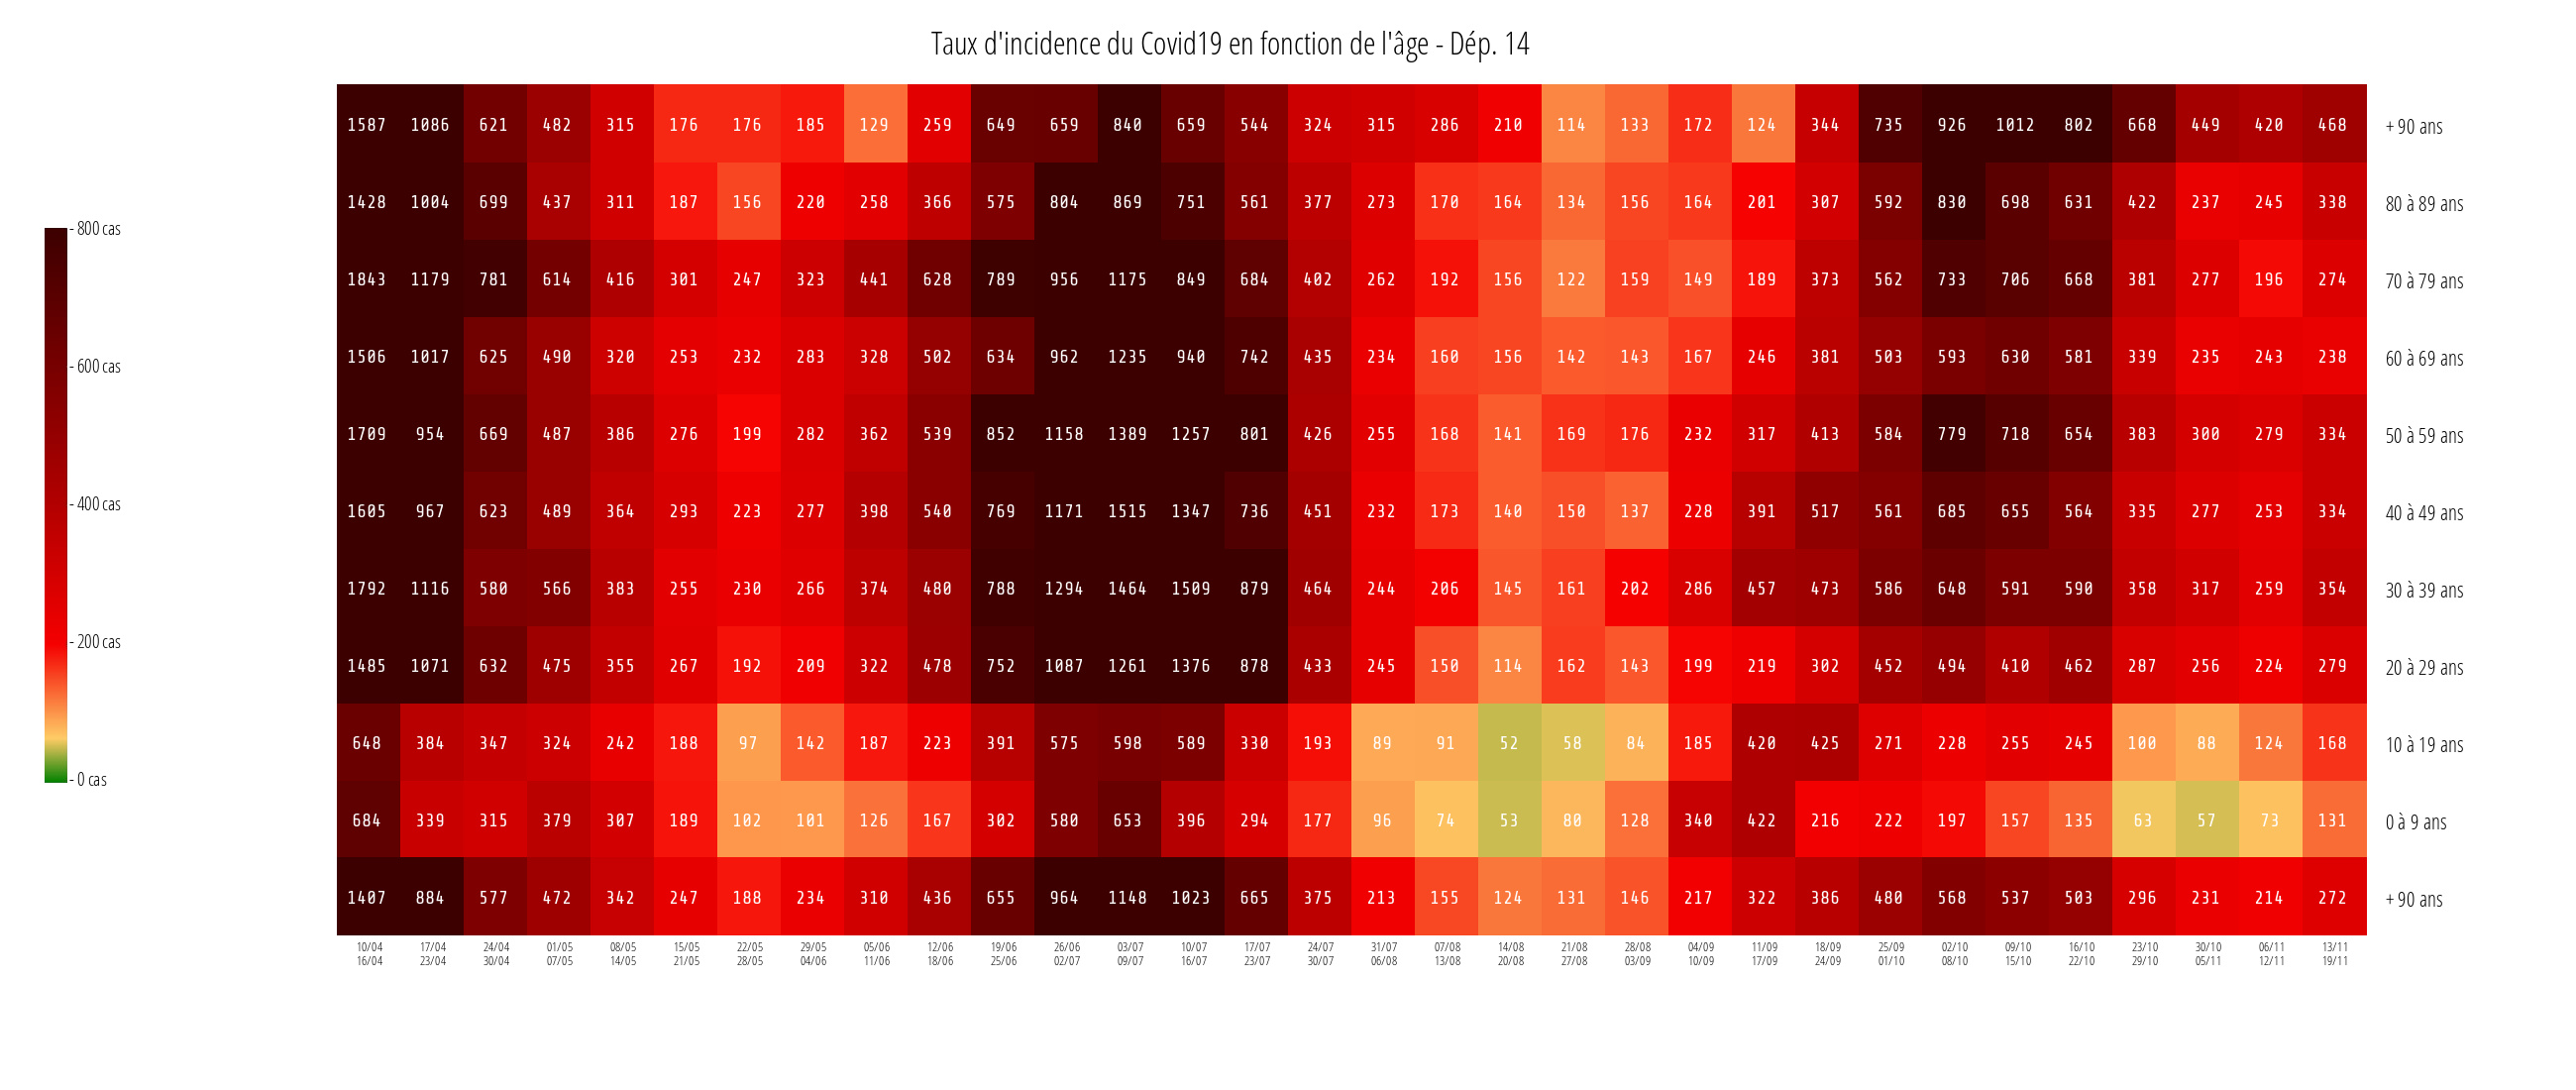 Taux d'incidence du Covid19 en fonction de l'âge - Dép. 14
- 800 cas
- 600 cas
- 400 cas
- 200 cas
- 0 cas
1587 1086 621 482 315 176 176 185 129 259 649 659 840 659 544 324 315 286 210 114 133 172 124 344 735 926 1012 802 668 449 420 468 + 90 ans
1428 1004 699 437 311 187 156 220 258 366 575 804 869 751 561 377 273 170 164 134 156 164 201 307 592 830 698 631 422 237 245 338 80 à 89 ans
1843 1179 781 614 416 301 247 323 441 628 789 956 1175 849 684 402 262 192 156 122 159 149 189 373 562 733 706 668 381 277 196 274 70 à 79 ans
1506 1017 625 490 320 253 232 283 328 502 634 962 1235 940 742 435 234 160 156 142 143 167 246 381 503 593 630 581 339 235 243 238 60 à 69 ans
1709 954 669 487 386 276 199 282 362 539 852 1158 1389 1257 801 426 255 168 141 169 176 232 317 413 584 779 718 654 383 300 279 334 50 à 59 ans
1605 967 623 489 364 293 223 277 398 540 769 1171 1515 1347 736 451 232 173 140 150 137 228 391 517 561 685 655 564 335 277 253 334 40 à 49 ans
1792 1116 580 566 383 255 230 266 374 480 788 1294 1464 1509 879 464 244 206 145 161 202 286 457 473 586 648 591 590 358 317 259 354 30 à 39 ans
1485 1071 632 475 355 267 192 209 322 478 752 1087 1261 1376 878 433 245 150 114 162 143 199 219 302 452 494 410 462 287 256 224 279 20 à 29 ans
648 384 347 324 242 188 97 142 187 223 391 575 598 589 330 193 89 91 52 58 84 185 420 425 271 228 255 245 100 88 124 168 10 à 19 ans
684 339 315 379 307 189 102 101 126 167 302 580 653 396 294 177 96 74 53 80 128 340 422 216 222 197 157 135 63 57 73 131 0 à 9 ans
1407 884 577 472 342 247 188 234 310 436 655 964 1148 1023 665 375 213 155 124 131 146 217 322 386 480 568 537 503 296 231 214 272 + 90 ans
10/04 17/04 24/04 01/05 08/05 15/05 22/05 29/05 05/06 12/06 19/06 26/06 03/07 10/07 17/07 24/07 31/07 07/08 14/08 21/08 28/08 04/09 11/09 18/09 25/09 02/10 09/10 16/10 23/10 30/10 06/11 13/11
16/04 23/04 30/04 07/05 14/05 21/05 28/05 04/06 11/06 18/06 25/06 02/07 09/07 16/07 23/07 30/07 06/08 13/08 20/08 27/08 03/09 10/09 17/09 24/09 01/10 08/10 15/10 22/10 29/10 05/11 12/11 19/11